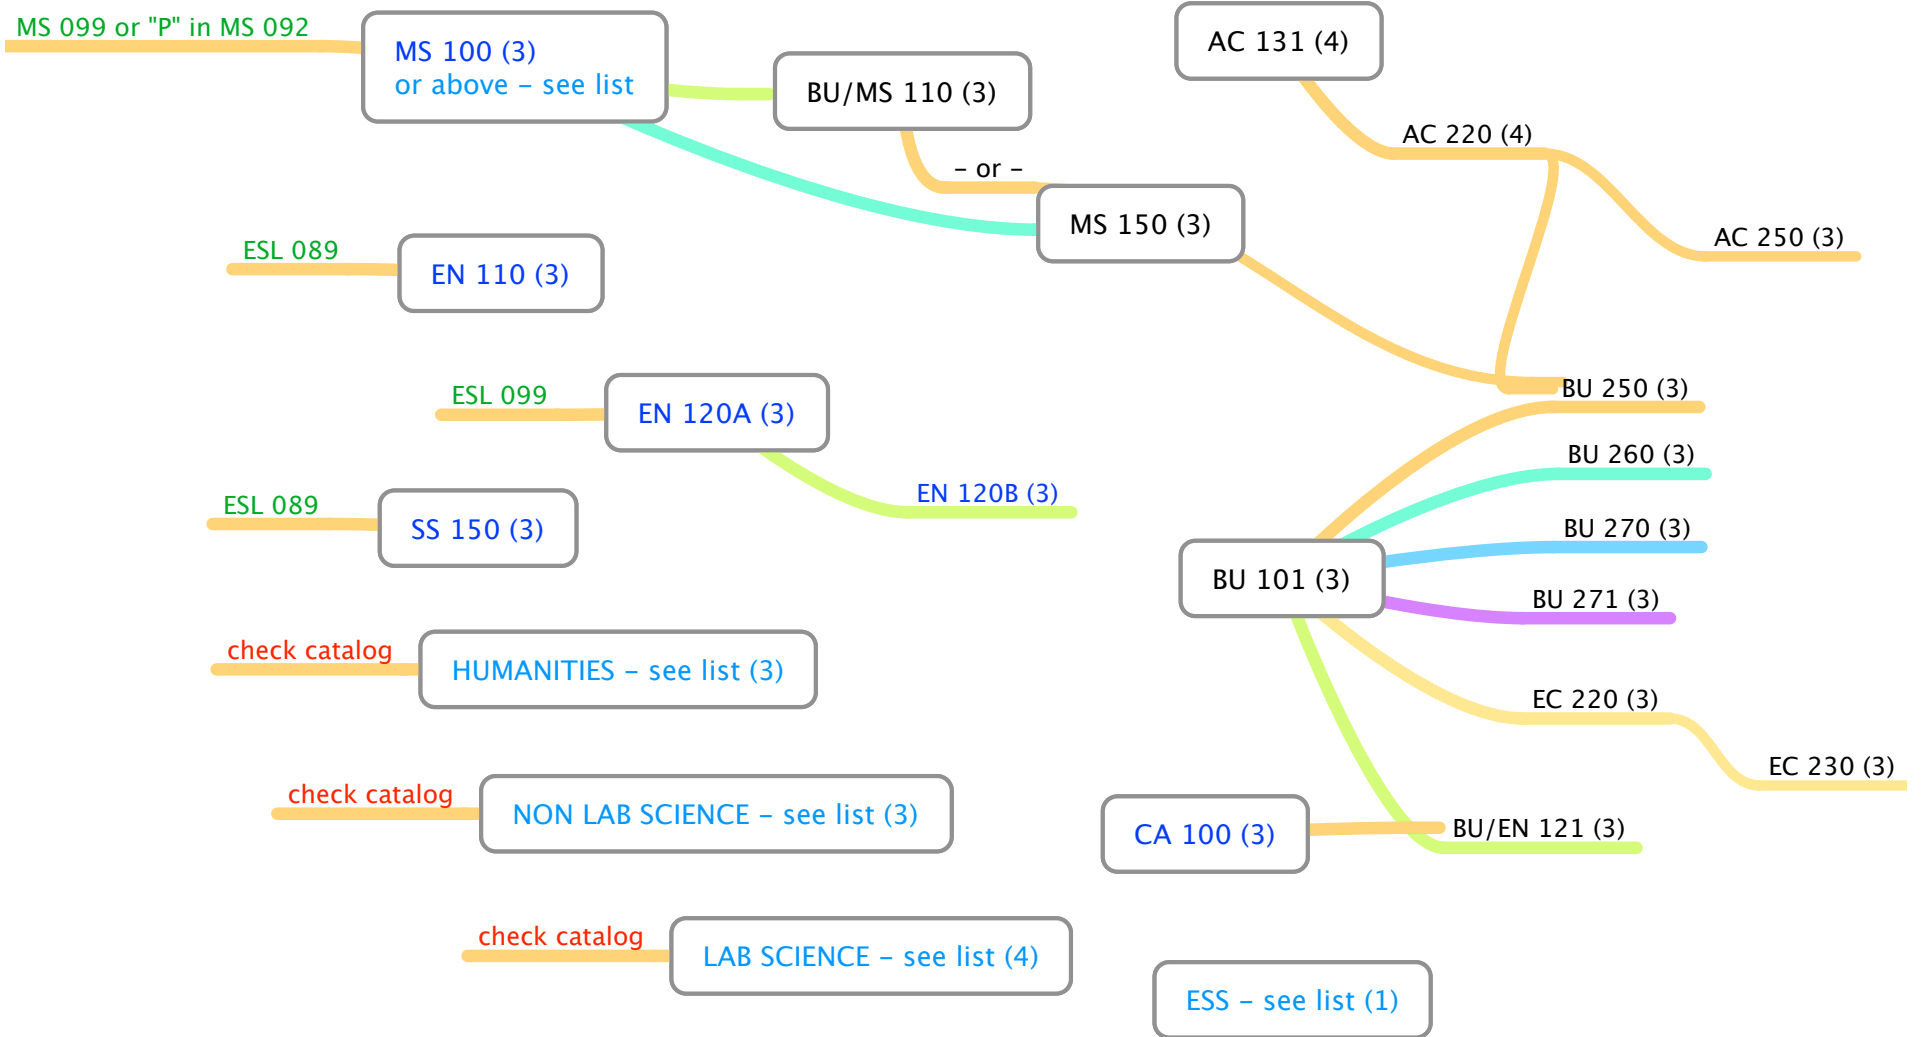 MS 099 or "P" in MS 092
MS 100 (3)
or above – see list
BU/MS 110 (3)
– or –
MS 150 (3)
AC 131 (4)
AC 220 (4)
AC 250 (3)
ESL 089
EN 110 (3)
ESL 099
EN 120A (3)
EN 120B (3)
ESL 089
SS 150 (3)
BU 250 (3)
BU 260 (3)
BU 270 (3)
BU 101 (3)
BU 271 (3)
EC 220 (3)
EC 230 (3)
check catalog
HUMANITIES – see list (3)
check catalog
NON LAB SCIENCE – see list (3)
CA 100 (3)
BU/EN 121 (3)
check catalog
LAB SCIENCE – see list (4)
ESS – see list (1)